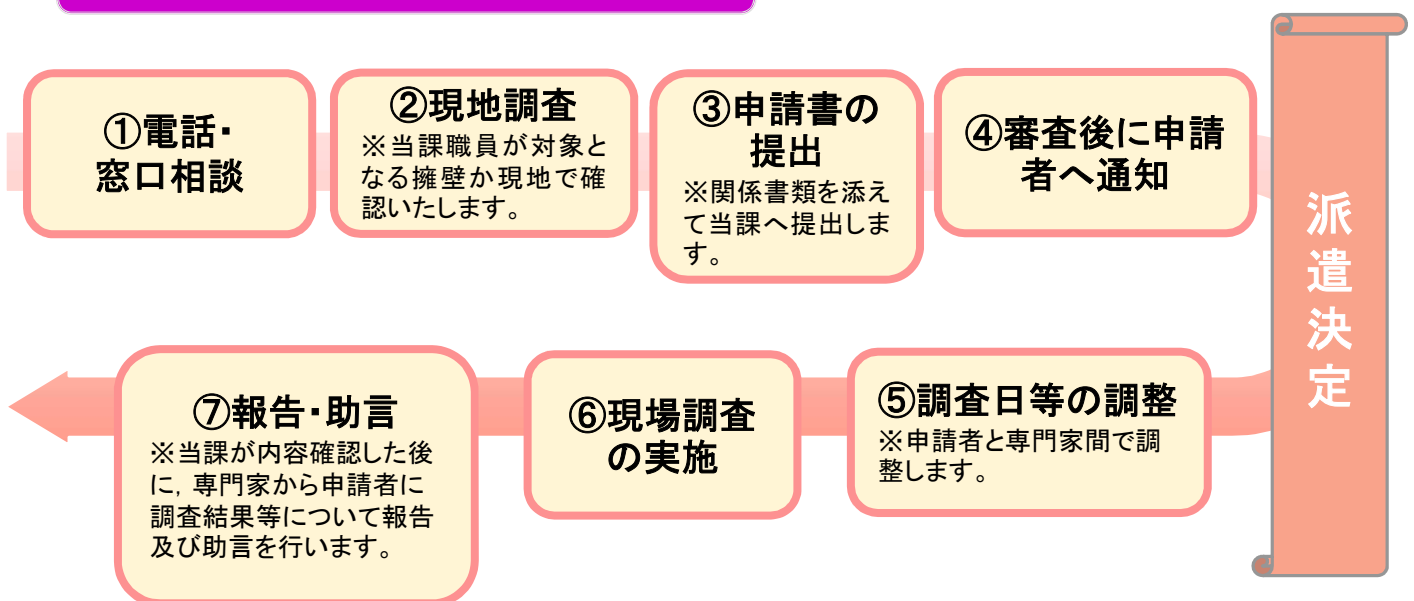 ①電話・
窓口相談
②現地調査
※当課職員が対象と
なる擁壁か現地で確
認いたします。
③申請書の
提出
※関係書類を添え
て当課へ提出しま
す。
④審査後に申請
者へ通知
派遣決定
⑤調査日等の調整
※申請者と専門家間で調
整します。
⑥現場調査
の実施
⑦報告・助言
※当課が内容確認した後
に，専門家から申請者に
調査結果等について報告
及び助言を行います。